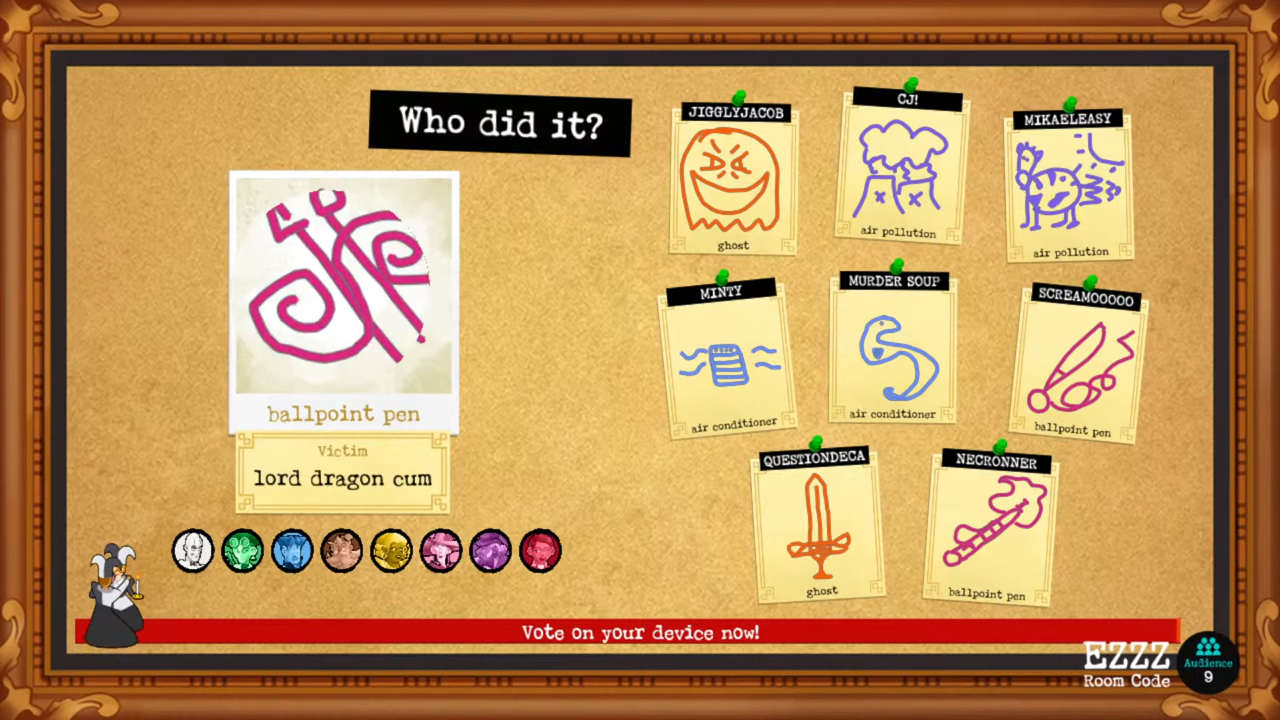 Who did it?
ballpoint pen
Victim
lord dragon cum
JIGGLYJACOB
ghost
CJ!
air pollution
MIKAELEASY
air pollution
MINTY
air conditioner
MURDER SOUP
air conditioner
SCREAMOOOOO
ballpoint pen
QUESTIONDECA
ghost
NECRONNER
ballpoint pen
Vote on your device now!
EZZZ
Room Code
Audience
9